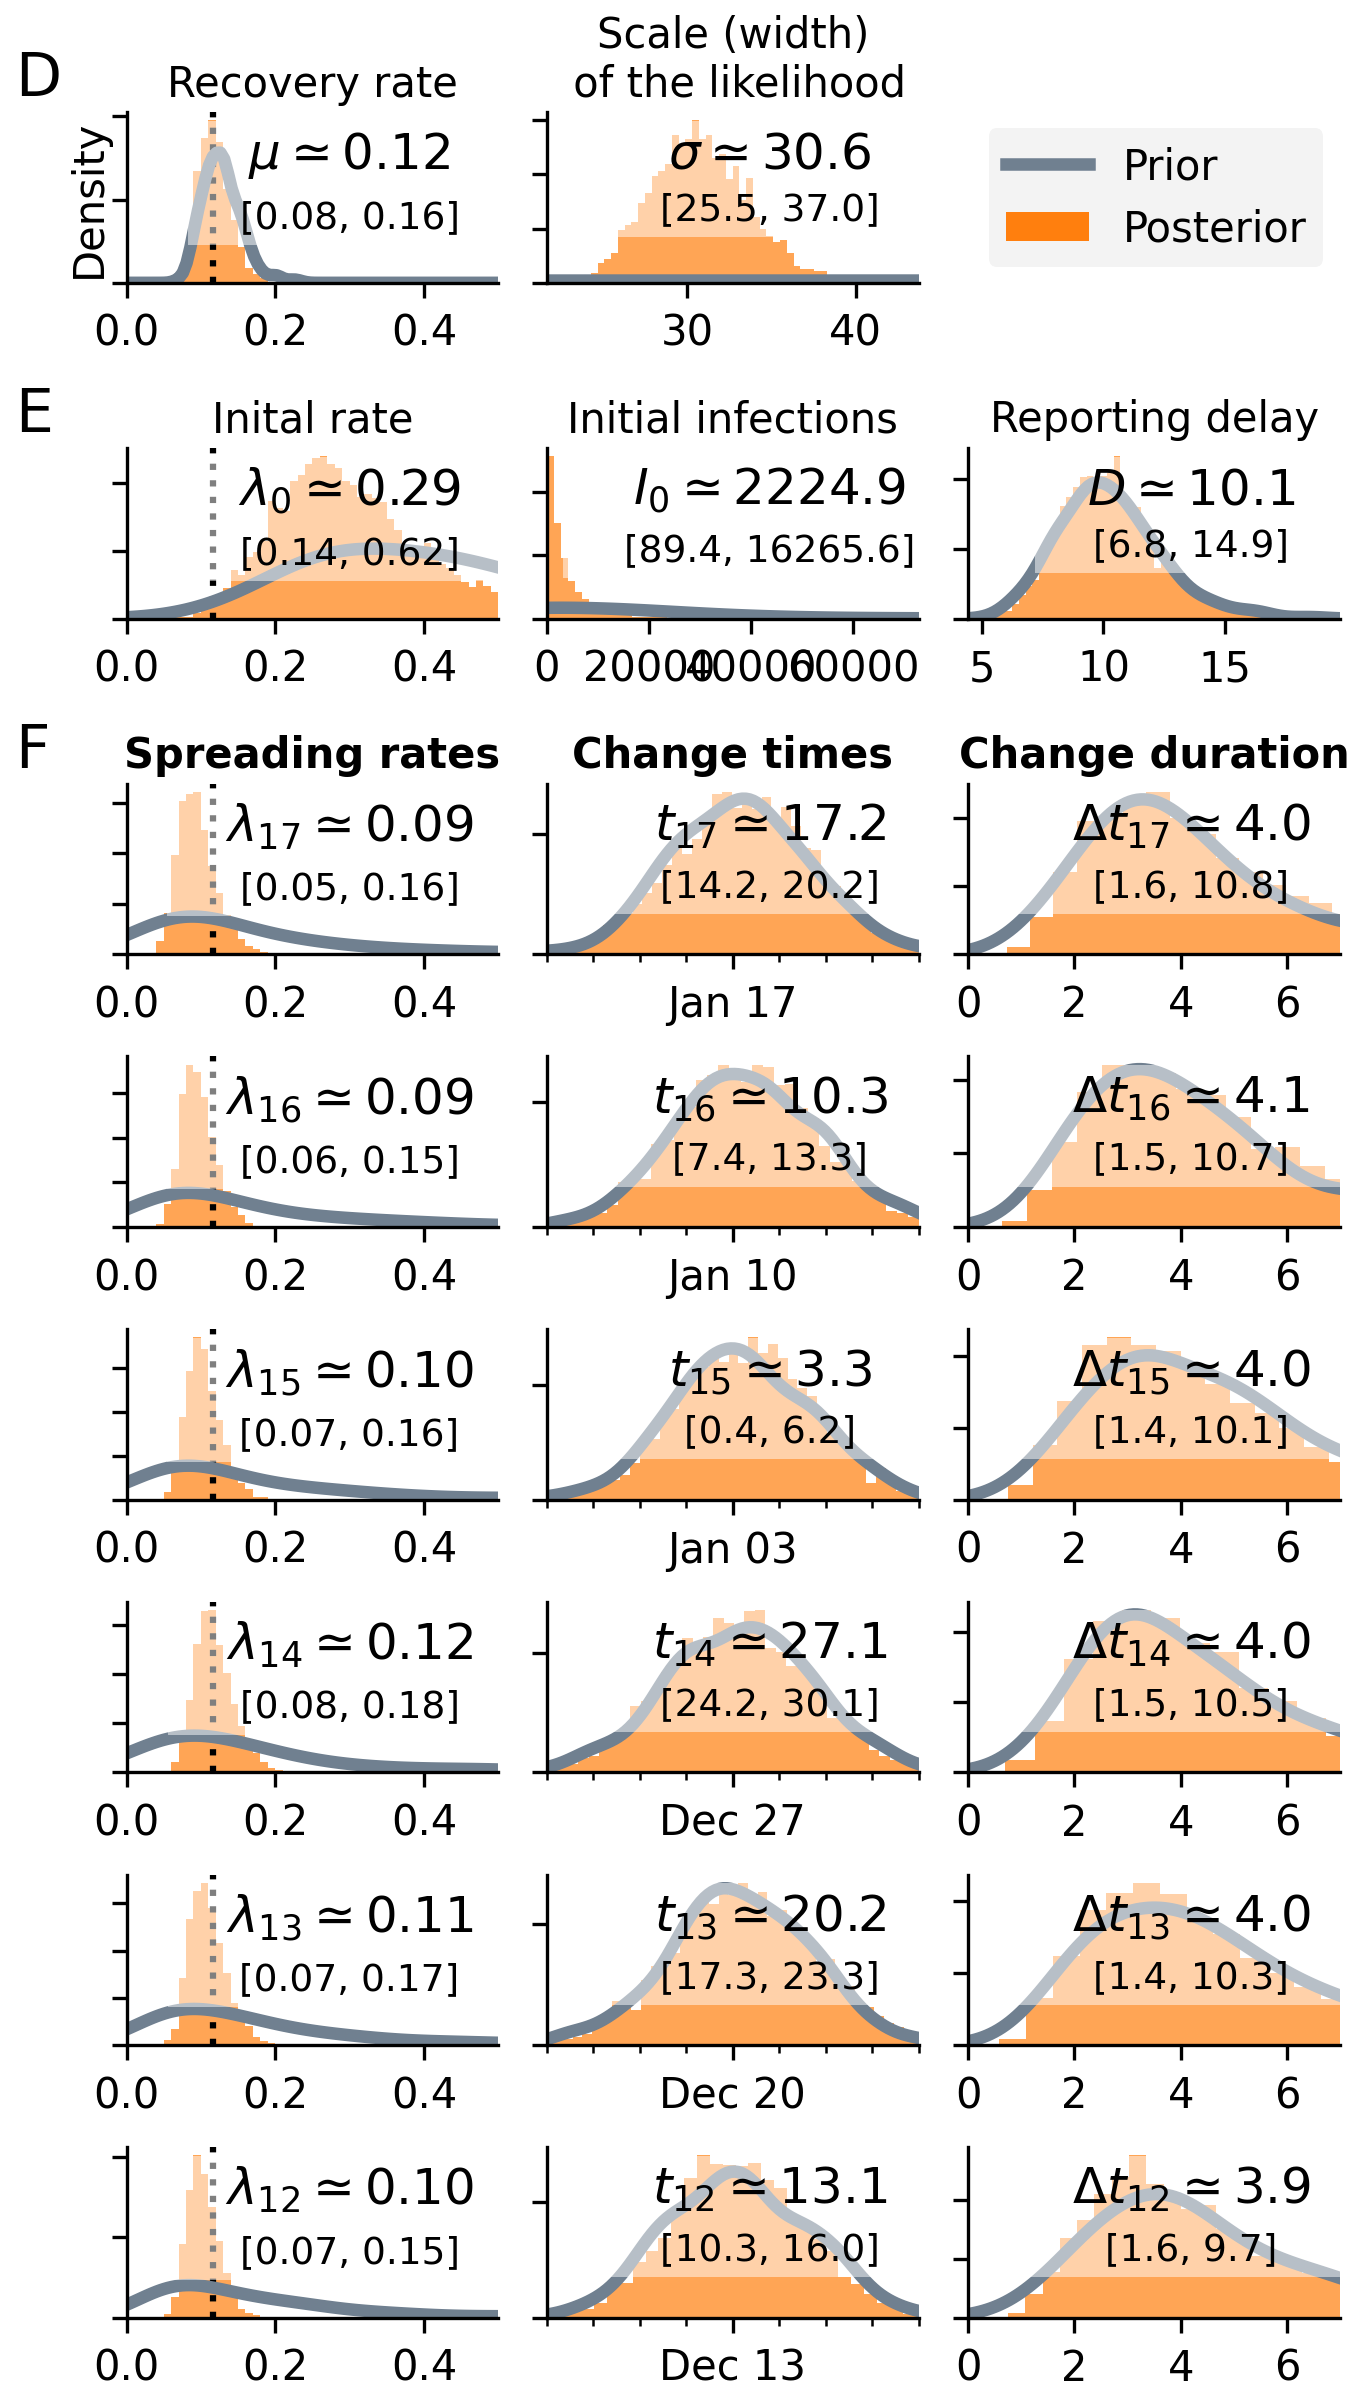 D
Scale (width)
of the likelihood
Recovery rate
Density
μ ≃ 0.12
[0.08, 0.16]
σ ≃ 30.6
[25.5, 37.0]
Prior
Posterior
0.0 0.2 0.4
30 40
E
Inital rate
Initial infections
Reporting delay
λ0 ≃ 0.29
[0.14, 0.62]
I0 ≃ 2224.9
[89.4, 16265.6]
D ≃ 10.1
[6.8, 14.9]
0.0 0.2 0.4
0 20000 40000 60000
5 10 15
F
Spreading rates
Change times
Change duration
λ17 ≃ 0.09
[0.05, 0.16]
t17 ≃ 17.2
[14.2, 20.2]
Δt17 ≃ 4.0
[1.6, 10.8]
0.0 0.2 0.4
Jan 17
0 2 4 6
λ16 ≃ 0.09
[0.06, 0.15]
t16 ≃ 10.3
[7.4, 13.3]
Δt16 ≃ 4.1
[1.5, 10.7]
0.0 0.2 0.4
Jan 10
0 2 4 6
λ15 ≃ 0.10
[0.07, 0.16]
t15 ≃ 3.3
[0.4, 6.2]
Δt15 ≃ 4.0
[1.4, 10.1]
0.0 0.2 0.4
Jan 03
0 2 4 6
λ14 ≃ 0.12
[0.08, 0.18]
t14 ≃ 27.1
[24.2, 30.1]
Δt14 ≃ 4.0
[1.5, 10.5]
0.0 0.2 0.4
Dec 27
0 2 4 6
λ13 ≃ 0.11
[0.07, 0.17]
t13 ≃ 20.2
[17.3, 23.3]
Δt13 ≃ 4.0
[1.4, 10.3]
0.0 0.2 0.4
Dec 20
0 2 4 6
λ12 ≃ 0.10
[0.07, 0.15]
t12 ≃ 13.1
[10.3, 16.0]
Δt12 ≃ 3.9
[1.6, 9.7]
0.0 0.2 0.4
Dec 13
0 2 4 6